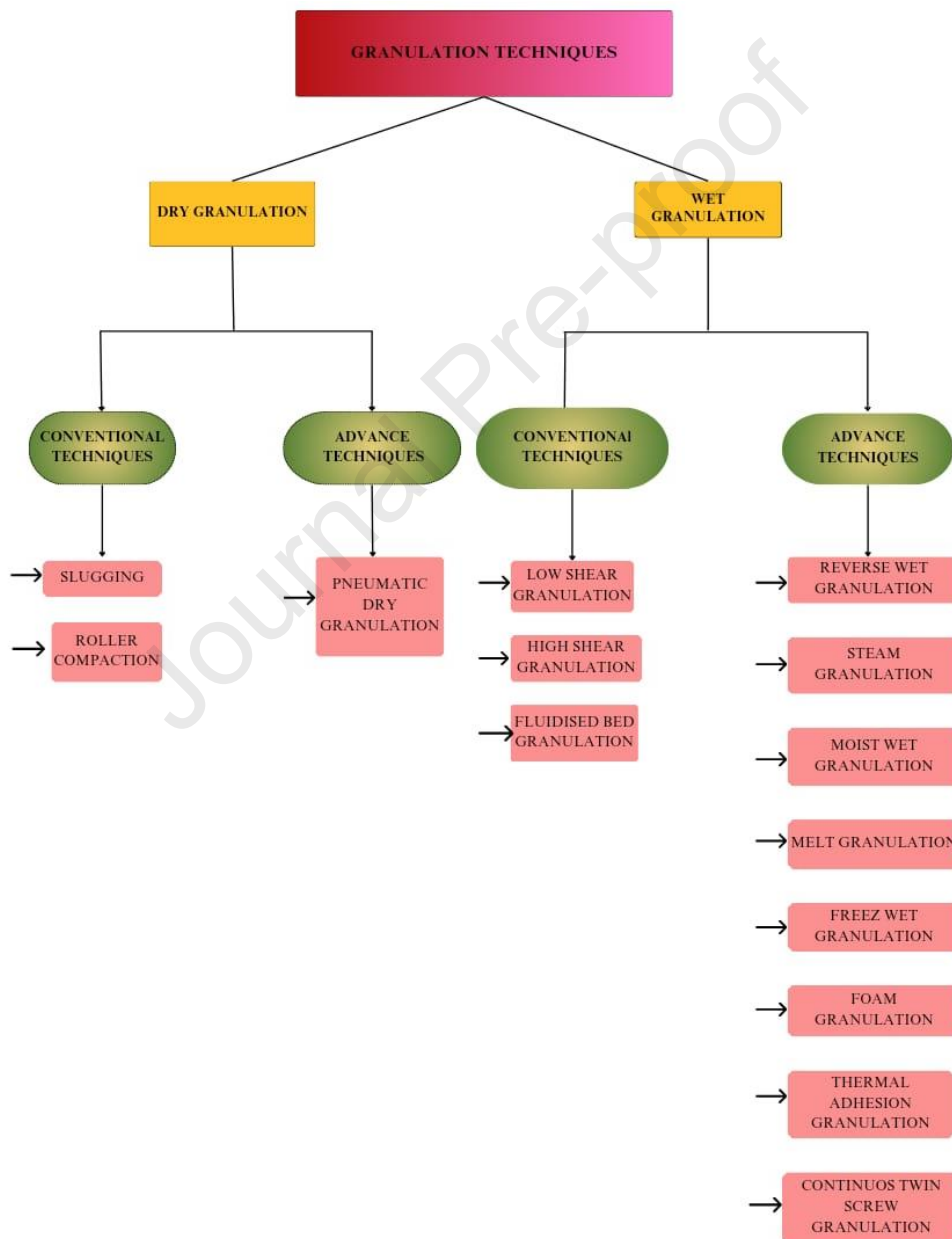 GRANULATION TECHNIQUES
DRY GRANULATION
WET
GRANULATION
CONVENTIONAL
TECHNIQUES
ADVANCE
TECHNIQUES
CONVENTIONAl
TECHNIQUES
ADVANCE
TECHNIQUES
SLUGGING
ROLLER
COMPACTION
PNEUMATIC
DRY
GRANULATION
LOW SHEAR
GRANULATION
HIGH SHEAR
GRANULATION
FLUIDISED BED
GRANULATION
REVERSE WET
GRANULATION
STEAM
GRANULATION
MOIST WET
GRANULATION
MELT GRANULATION
FREEZ WET
GRANULATION
FOAM
GRANULATION
THERMAL
ADHESION
GRANULATION
CONTINUOS TWIN
SCREW
GRANULATION
Journal Pre-proof